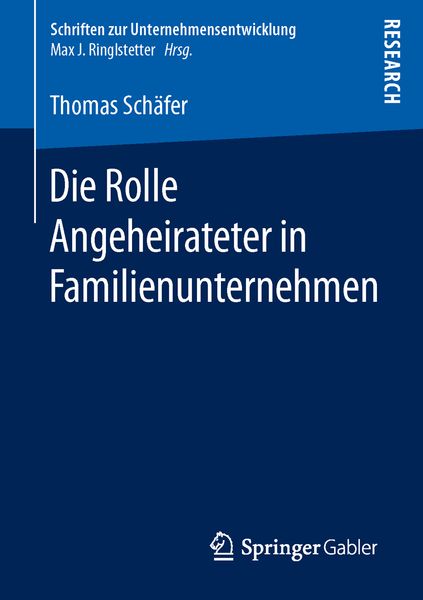 Schriften zur Unternehmensentwicklung
Max J. Ringlstetter Hrsg.
RESEARCH
Thomas Schäfer
Die Rolle
Angeheirateter in
Familienunternehmen
Springer Gabler